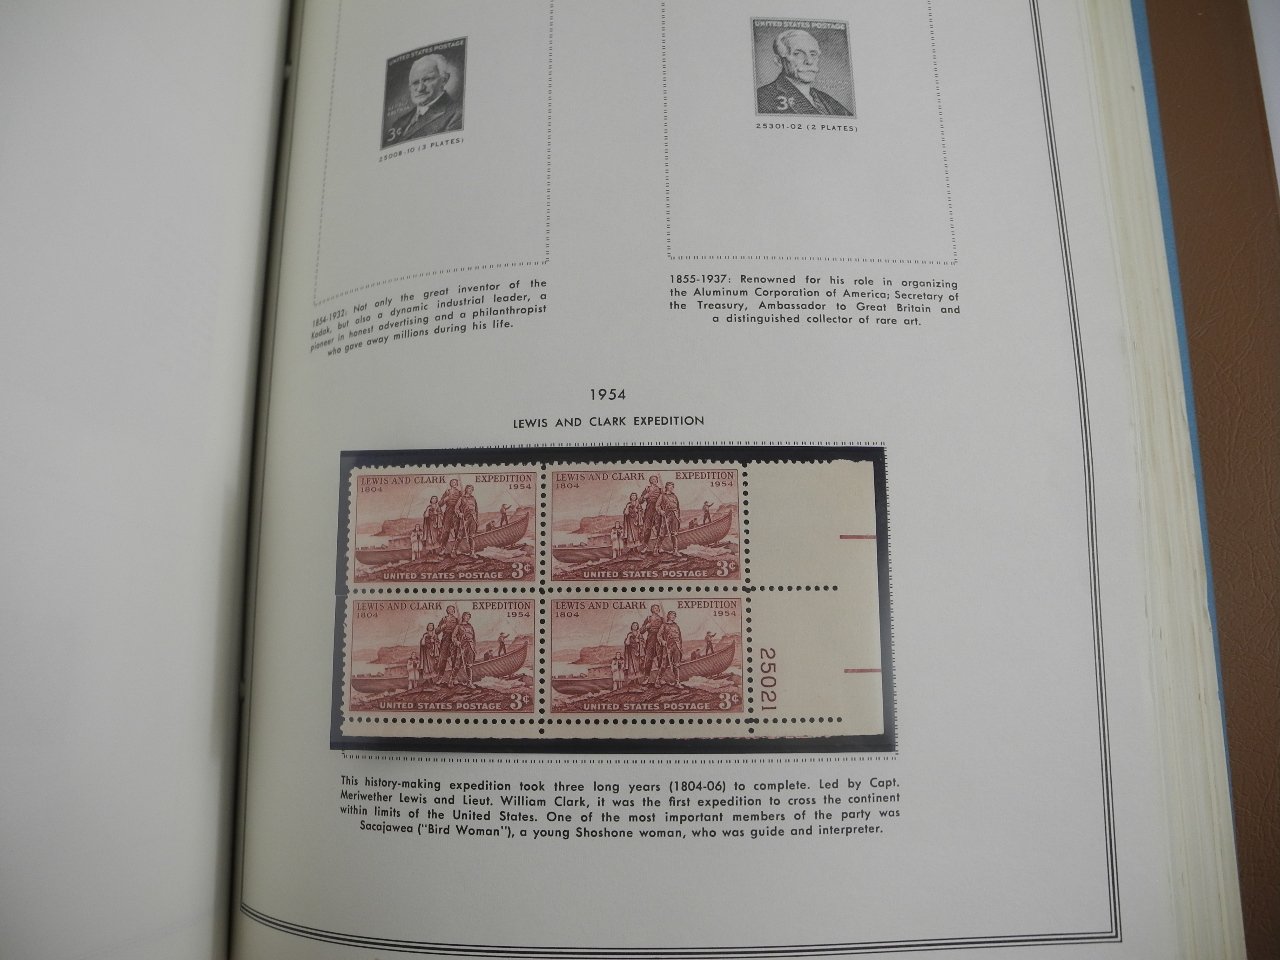 UNITED STATES POSTAGE
GEORGE
EASTMAN
3¢
25008-10 (3 PLATES)
1854-1932: Not only the great inventor of the
Kodak, but also a dynamic industrial leader, a
pioneer in honest advertising and a philanthropist
who gave away millions during his life.
UNITED STATES POSTAGE
3¢
25301-02 (2 PLATES)
1855-1937: Renowned for his role in organizing
the Aluminum Corporation of America; Secretary of
the Treasury, Ambassador to Great Britain and
a distinguished collector of rare art.
1954
LEWIS AND CLARK EXPEDITION
LEWIS AND CLARK EXPEDITION
1804 1954
UNITED STATES POSTAGE 3¢
LEWIS AND CLARK EXPEDITION
1804 1954
UNITED STATES POSTAGE 3¢
LEWIS AND CLARK EXPEDITION
1804 1954
UNITED STATES POSTAGE 3¢
LEWIS AND CLARK EXPEDITION
1804 1954
UNITED STATES POSTAGE 3¢
25021
This history-making expedition took three long years (1804-06) to complete. Led by Capt.
Meriwether Lewis and Lieut. William Clark, it was the first expedition to cross the continent
within limits of the United States. One of the most important members of the party was
Sacajawea ("Bird Woman"), a young Shoshone woman, who was guide and interpreter.